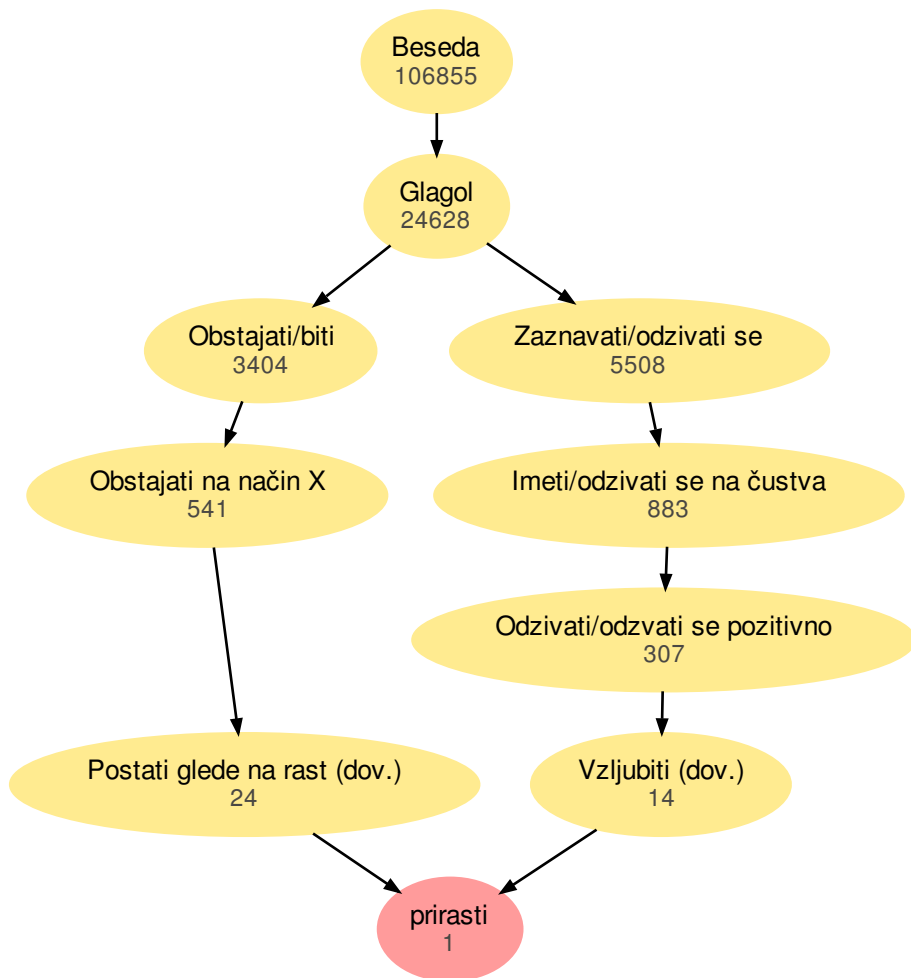 Beseda
106855
Glagol
24628
Obstajati/biti
3404
Zaznavati/odzivati se
5508
Obstajati na način X
541
Imeti/odzivati se na čustva
883
Odzivati/odzvati se pozitivno
307
Postati glede na rast (dov.)
24
Vzljubiti (dov.)
14
prirasti
1